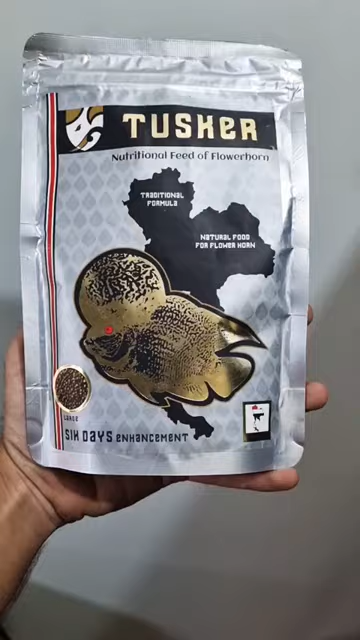 TUSKER
Nutritional Feed of Flowerhorn
TRADITIONAL
FORMULA
NATURAL FOOD
FOR FLOWER HORN
LARGE
SIX DAYS ENHANCEMENT